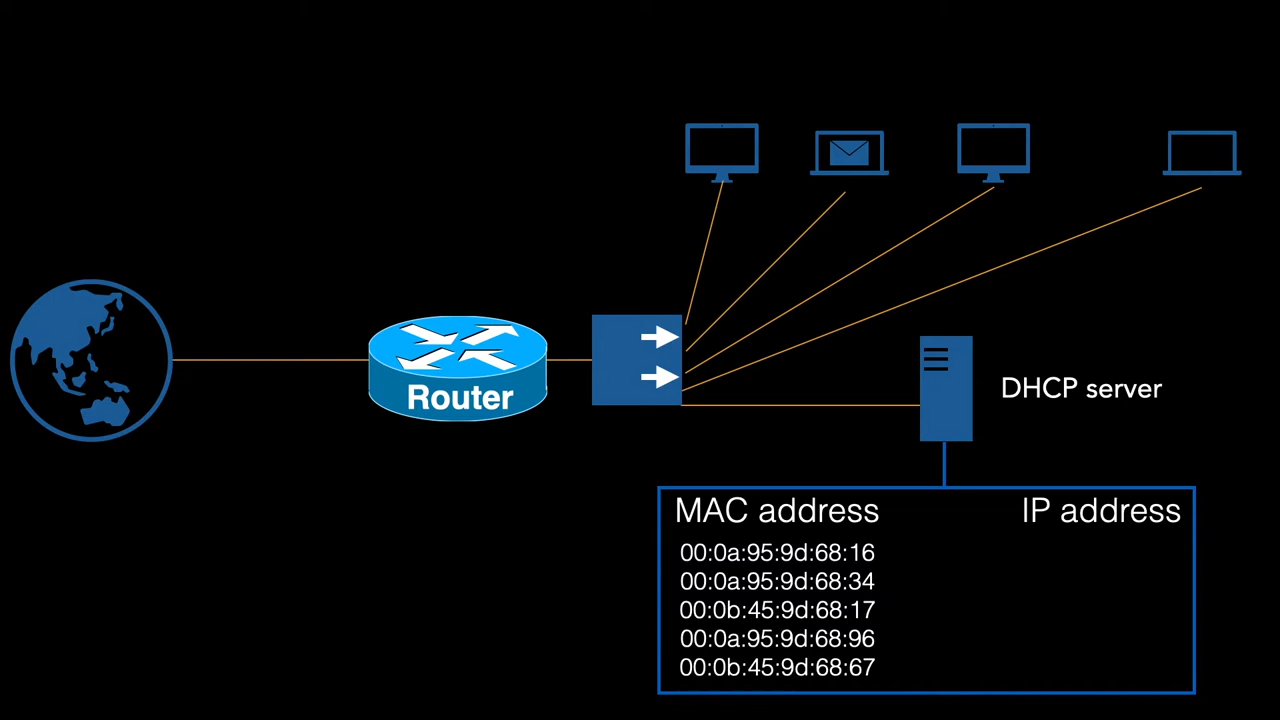 Router
DHCP server
MAC address IP address
00:0a:95:9d:68:16
00:0a:95:9d:68:34
00:0b:45:9d:68:17
00:0a:95:9d:68:96
00:0b:45:9d:68:67